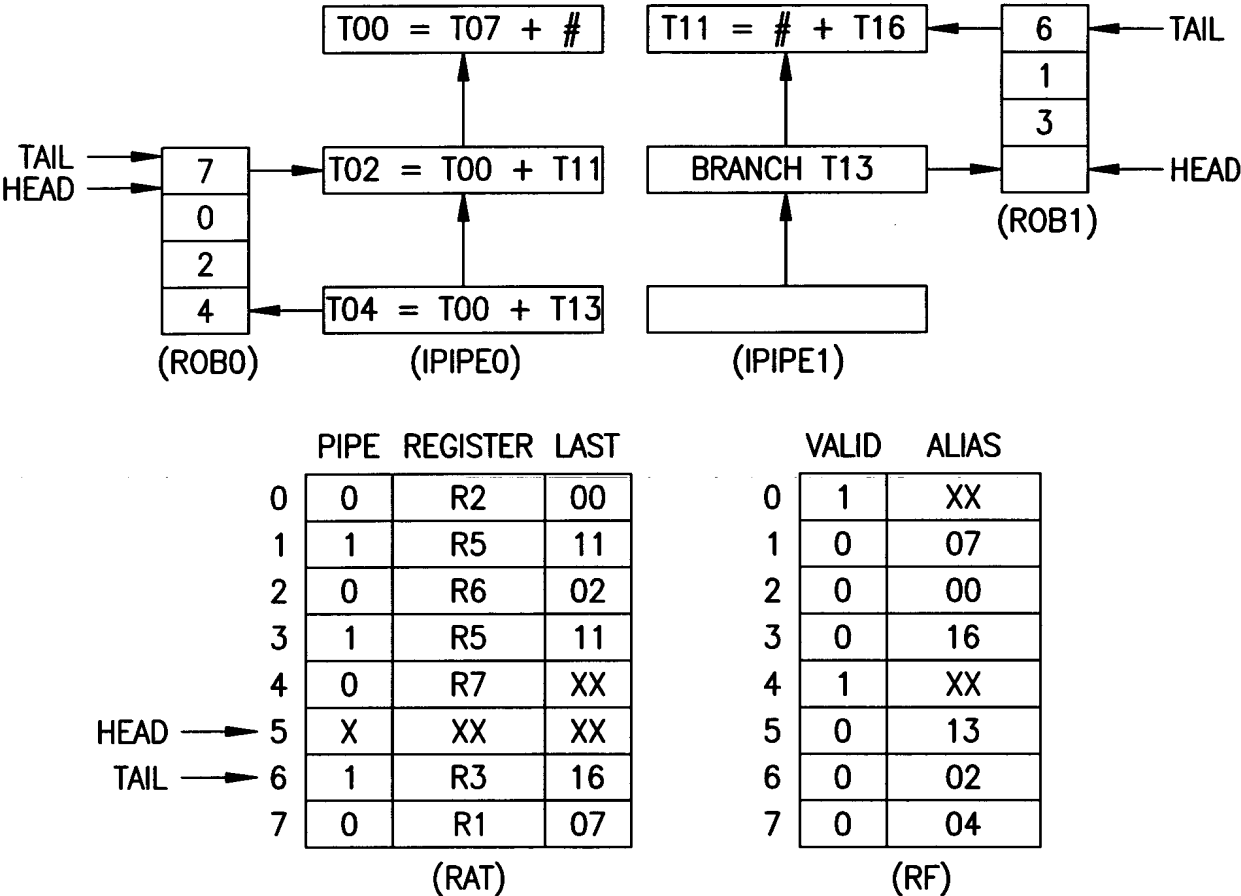 T00 = T07 + # T11 = # + T16 6 TAIL
1
3
TAIL 7 T02 = T00 + T11 BRANCH T13 HEAD
HEAD
0 (ROB1)
2
4 T04 = T00 + T13
(ROB0) (IPIPE0) (IPIPE1)
PIPE REGISTER LAST VALID ALIAS
0 0 R2 00 0 1 XX
1 1 R5 11 1 0 07
2 0 R6 02 2 0 00
3 1 R5 11 3 0 16
4 0 R7 XX 4 1 XX
HEAD 5 X XX XX 5 0 13
TAIL 6 1 R3 16 6 0 02
7 0 R1 07 7 0 04
(RAT) (RF)